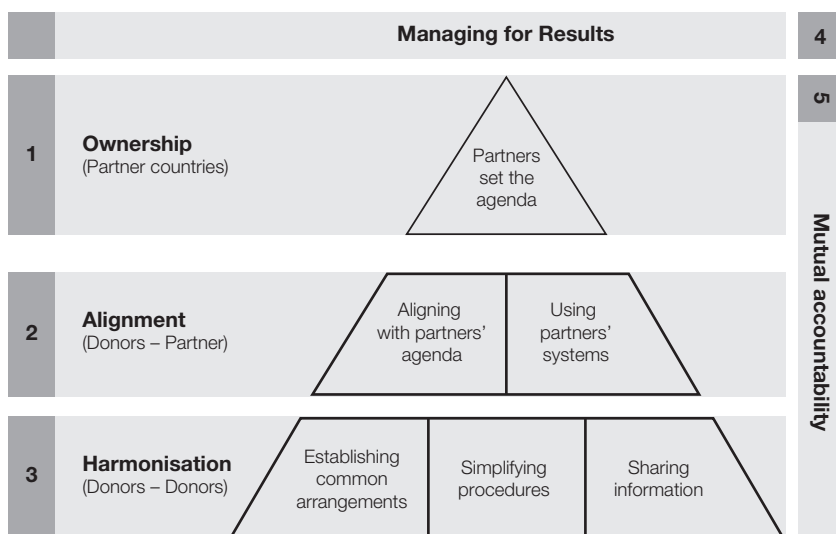 Managing for Results
4
5
Mutual accountability
1
Ownership
(Partner countries)
Partners
set the
agenda
2
Alignment
(Donors – Partner)
Aligning
with partners’
agenda
Using
partners’
systems
3
Harmonisation
(Donors – Donors)
Establishing
common
arrangements
Simplifying
procedures
Sharing
information